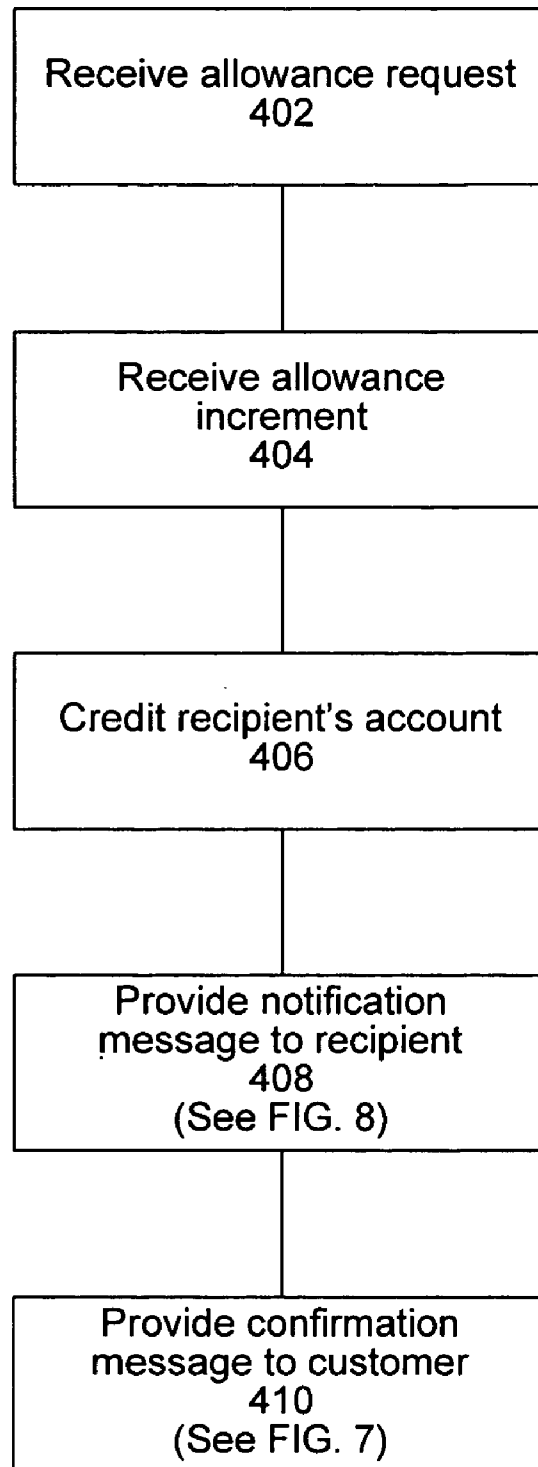 Receive allowance request
402
Receive allowance
increment
404
Credit recipient's account
406
Provide notification
message to recipient
408
(See FIG. 8)
Provide confirmation
message to customer
410
(See FIG. 7)